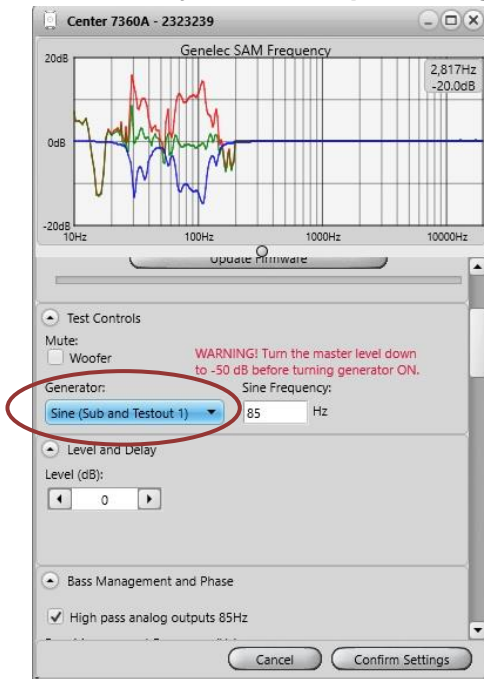 Center 7360A - 2323239
Genelec SAM Frequency
20dB
2,817Hz
-20.0dB
0dB
-20dB
10Hz 100Hz 1000Hz 10000Hz
Update Firmware
Test Controls
Mute:
Woofer
WARNING! Turn the master level down
to -50 dB before turning generator ON.
Generator: Sine Frequency:
Sine (Sub and Testout 1) 85 Hz
Level and Delay
Level (dB):
0
Bass Management and Phase
High pass analog outputs 85Hz
Cancel Confirm Settings